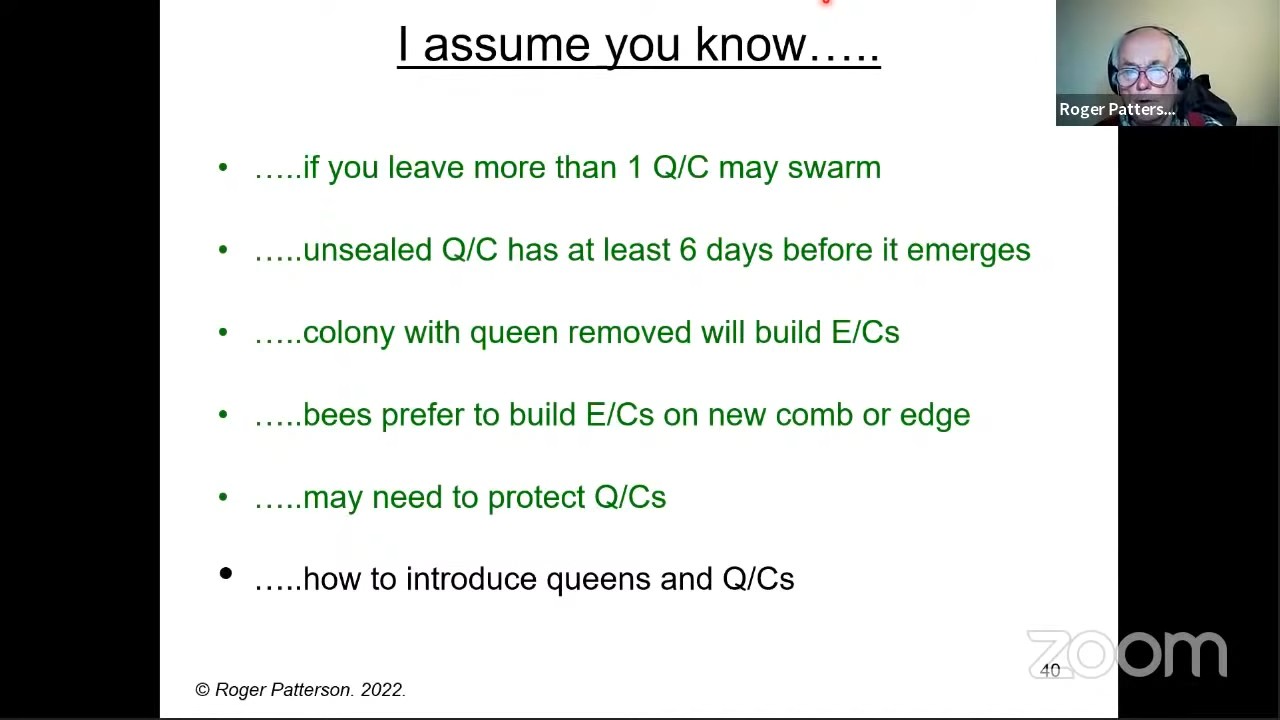 I assume you know…..
Roger Patters...
• …..if you leave more than 1 Q/C may swarm
• …..unsealed Q/C has at least 6 days before it emerges
• …..colony with queen removed will build E/Cs
• …..bees prefer to build E/Cs on new comb or edge
• …..may need to protect Q/Cs
• …..how to introduce queens and Q/Cs
zoom
40
© Roger Patterson. 2022.